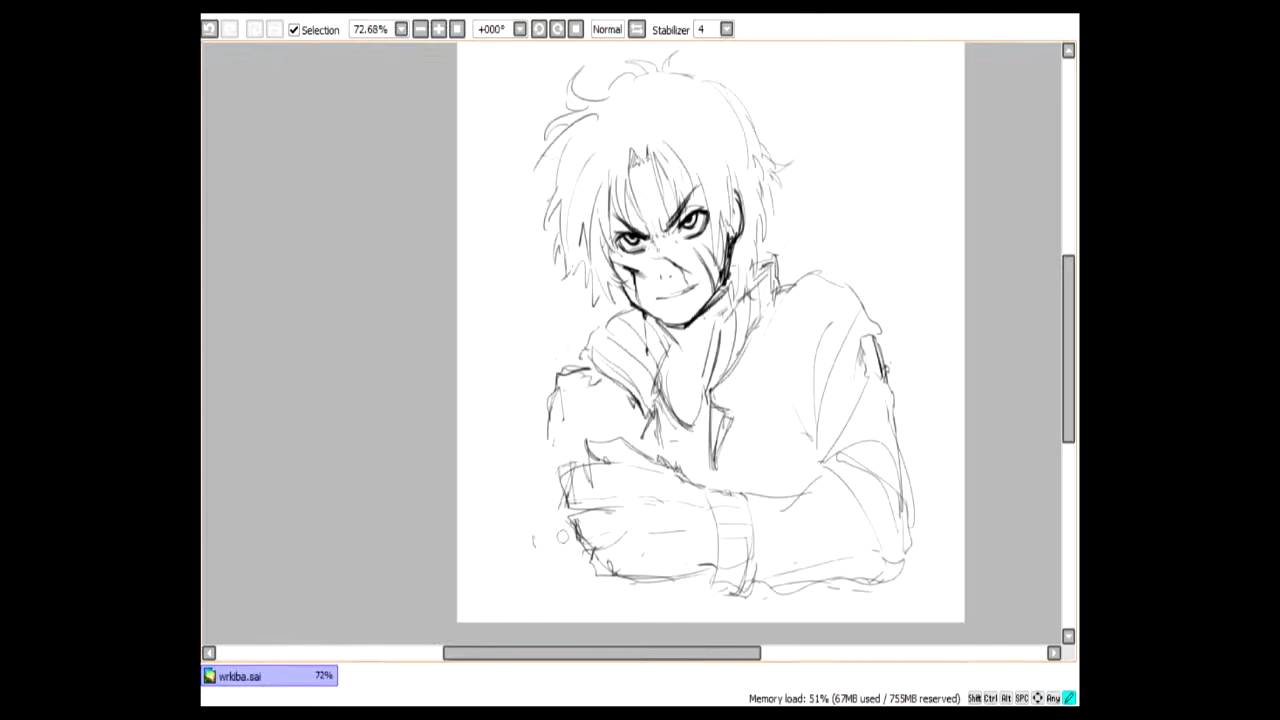 Selection 72.68% +000° Normal Stabilizer 4
wrkiba.sai 72%
Memory load: 51% (67MB used / 755MB reserved) Shift Ctrl Alt SPC Any